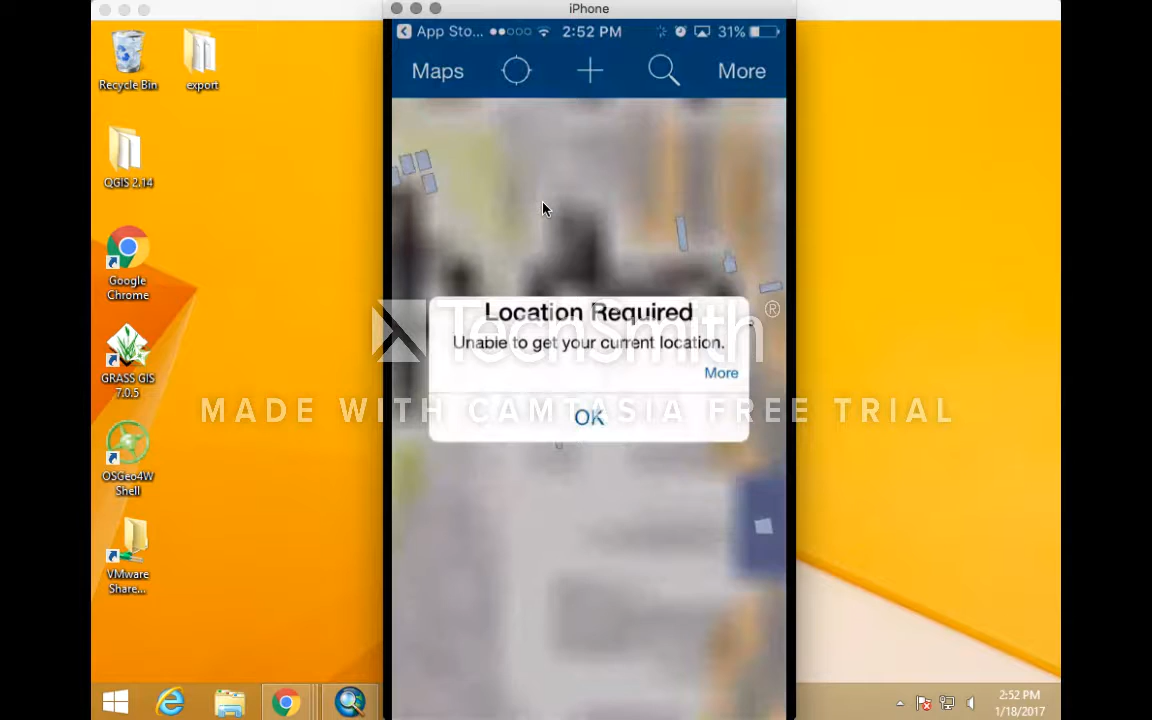 iPhone
App Sto... 2:52 PM 31%
Maps
More
Recycle Bin
export
QGIS 2.14
Google
Chrome
GRASS GIS
7.0.5
OSGeo4W
Shell
VMware
Share...
Location Required
Unable to get your current location.
More
OK
TechSmith®
MADE WITH CAMTASIA FREE TRIAL
2:52 PM
1/18/2017